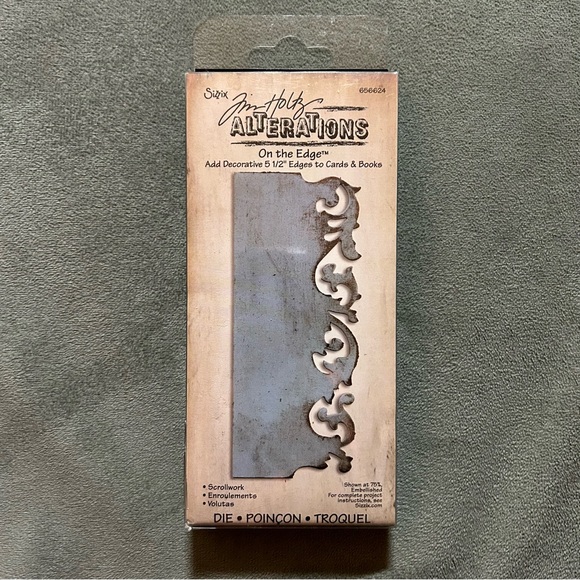 Sizzix
656624
Tim Holtz
ALTERATIONS
On the Edge™
Add Decorative 5 1/2" Edges to Cards & Books
• Scrollwork
• Enroulements
• Volutas
Shown at 75%.
Embellished
For complete project
instructions, see
Sizzix.com
DIE • POINÇON • TROQUEL